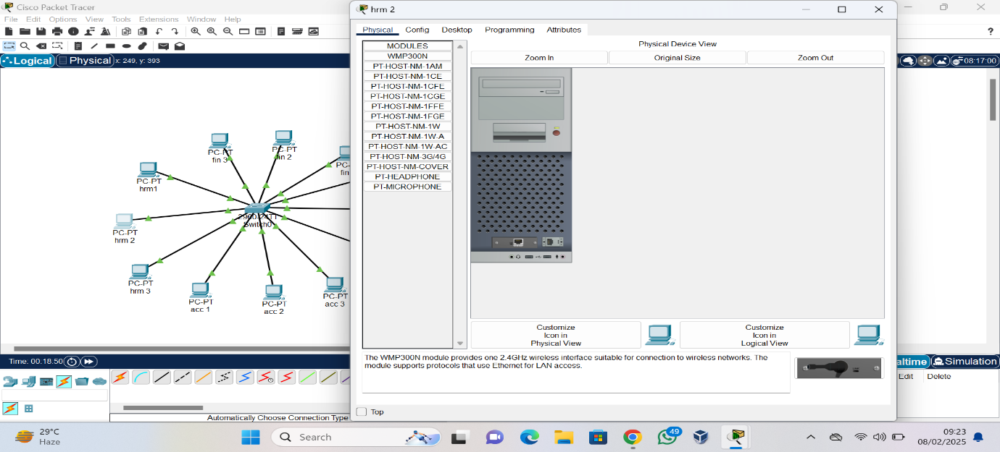 Cisco Packet Tracer
File Edit Options View Tools Extensions Window Help
Logical Physical x: 249, y: 393
PC-PT
fin 3
PC-PT
fin 2
PC-
fin
PC-PT
hrm1
2960-24TT
Switch0
PC-PT
hrm 2
PC-PT
hrm 3
PC-PT
acc 1
PC-PT
acc 2
PC-PT
acc 3
Time: 00:18.50
Automatically Choose Connection Type
hrm 2
Physical Config Desktop Programming Attributes
MODULES
WMP300N
PT-HOST-NM-1AM
PT-HOST-NM-1CE
PT-HOST-NM-1CFE
PT-HOST-NM-1CGE
PT-HOST-NM-1FFE
PT-HOST-NM-1FGE
PT-HOST-NM-1W
PT-HOST-NM-1W-A
PT-HOST-NM-1W-AC
PT-HOST-NM-3G/4G
PT-HOST-NM-COVER
PT-HEADPHONE
PT-MICROPHONE
Physical Device View
Zoom In Original Size Zoom Out
Customize
Icon in
Physical View
Customize
Icon in
Logical View
The WMP300N module provides one 2.4GHz wireless interface suitable for connection to wireless networks. The
module supports protocols that use Ethernet for LAN access.
Top
?
08:17:00
altime Simulation
Edit Delete
29°C
Haze
Search
49
09:23
08/02/2025